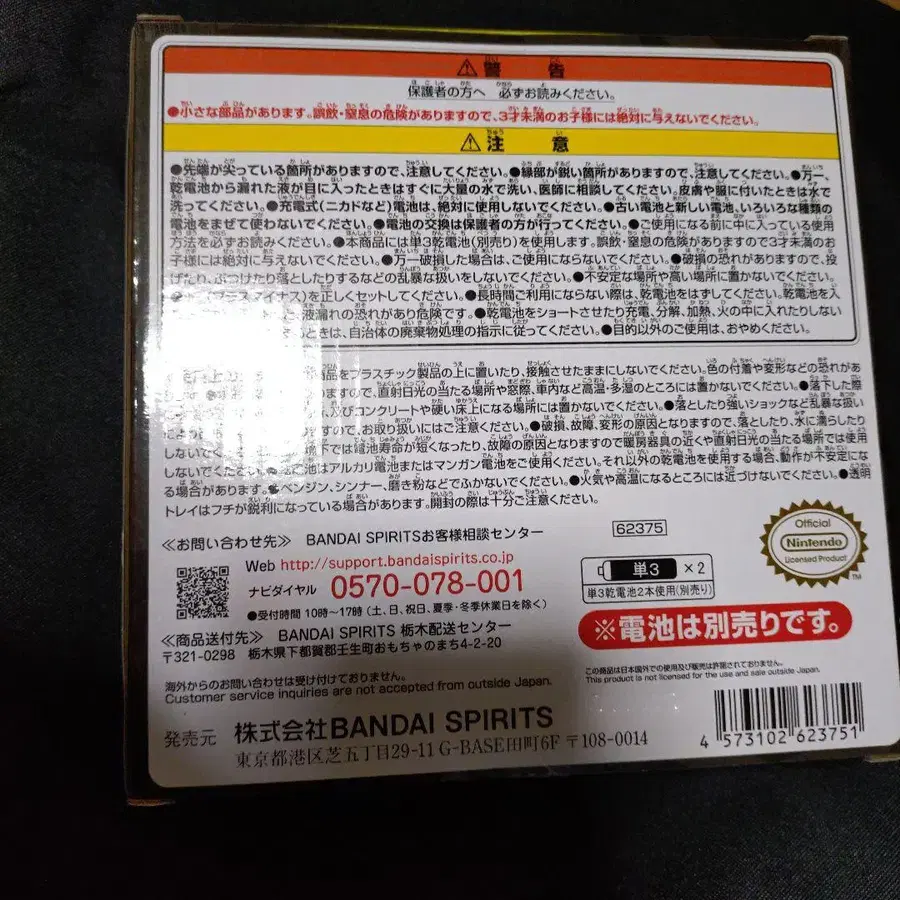 ⚠警告
保護者の方へ 必ずお読みください。
●小さな部品があります。誤飲・窒息の危険がありますので、3才未満のお子様には絶対に与えないでください。
⚠注意
●先端が尖っている箇所がありますので、注意してください。●縁部が鋭い箇所がありますので、注意してください。●万一、
乾電池から漏れた液が目に入ったときはすぐに大量の水で洗い、医師に相談してください。皮膚や服に付いたときは水で
洗ってください。●充電式(ニカドなど)電池は、絶対に使用しないでください。●古い電池と新しい電池、いろいろな種類の
電池をまぜて使わないでください。●電池の交換は保護者の方が行ってください。●ご使用になる前に中に入っている使用
方法を必ずお読みください。●本商品には単3乾電池(別売り)を使用します。誤飲・窒息の危険がありますので3才未満のお
子様には絶対に与えないでください。●万一破損した場合は、ご使用にならないでください。●破損の恐れがありますので、投
げたり、ぶつけたり落としたりするなどの乱暴な扱いをしないでください。●不安定な場所や高い場所に置かないでください。
(プラスマイナス)を正しくセットしてください。●長時間ご利用にならない際は、乾電池をはずしてください。乾電池を入
液漏れの恐れがあり危険です。●乾電池をショートさせたり充電、分解、加熱、火の中に入れたりしない
ときは、自治体の廃棄物処理の指示に従ってください。●目的以外のご使用は、おやめください。
品をプラスチック製品の上に置いたり、接触させたままにしないでください。色の付着や変形などの恐れがあ
ますので、直射日光の当たる場所や窓際、車内など高温・多湿のところには置かないでください。●落下した際
及びコンクリートや硬い床上になる場所には置かないでください。●落としたり強いショックなど乱暴な扱い
ますので、お取り扱いにはご注意ください。●破損、故障、変形の原因となりますので、落としたり、水に濡らしたり
しないで 境下では電池寿命が短くなったり、故障の原因となりますので暖房器具の近くや直射日光の当たる場所では使用
しないでください。 電池はアルカリ電池またはマンガン電池をご使用ください。それ以外の乾電池を使用する場合、動作が不安定にな
る場合があります。●ベンジン、シンナー、磨き粉などでふかないでください。●火気や高温になるところには近づけないでください。●透明
トレイはフチが鋭利になっている場合があります。開封の際は十分ご注意ください。
≪お問い合わせ先≫ BANDAI SPIRITSお客様相談センター
62375
Web http://support.bandaispirits.co.jp
ナビダイヤル 0570-078-001
●受付時間 10時～17時(土、日、祝日、夏季・冬季休業日を除く)
単3 ×2
単3乾電池2本使用(別売り)
Official
Nintendo
Licensed Product
TM
※電池は別売りです。
≪商品送付先≫ BANDAI SPIRITS 栃木配送センター
〒321-0298 栃木県下都賀郡壬生町おもちゃのまち4-2-20
海外からのお問い合わせは受け付けておりません。
Customer service inquiries are not accepted from outside Japan.
この商品は日本国外での使用及び販売は許諾されておりません。
This product is not licensed for the use and sale outside Japan.
発売元 株式会社BANDAI SPIRITS
東京都港区芝五丁目29-11 G-BASE田町6F 〒108-0014
4 573102 623751